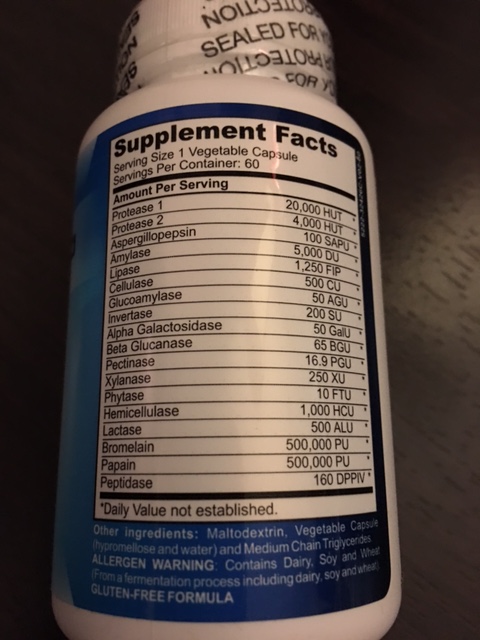 SEALED FOR
Supplement Facts
Serving Size 1 Vegetable Capsule
Servings Per Container: 60
Amount Per Serving
Protease 1 20,000 HUT *
Protease 2 4,000 HUT *
Aspergillopepsin 100 SAPU *
Amylase 5,000 DU *
Lipase 1,250 FIP *
Cellulase 500 CU *
Glucoamylase 50 AGU *
Invertase 200 SU *
Alpha Galactosidase 50 GalU *
Beta Glucanase 65 BGU *
Pectinase 16.9 PGU *
Xylanase 250 XU *
Phytase 10 FTU *
Hemicellulase 1,000 HCU *
Lactase 500 ALU *
Bromelain 500,000 PU *
Papain 500,000 PU *
Peptidase 160 DPPIV *
*Daily Value not established.
Other ingredients: Maltodextrin, Vegetable Capsule
(hypromellose and water) and Medium Chain Triglycerides
ALLERGEN WARNING: Contains Dairy, Soy and Wheat
(From a fermentation process including dairy, soy and wheat).
GLUTEN-FREE FORMULA